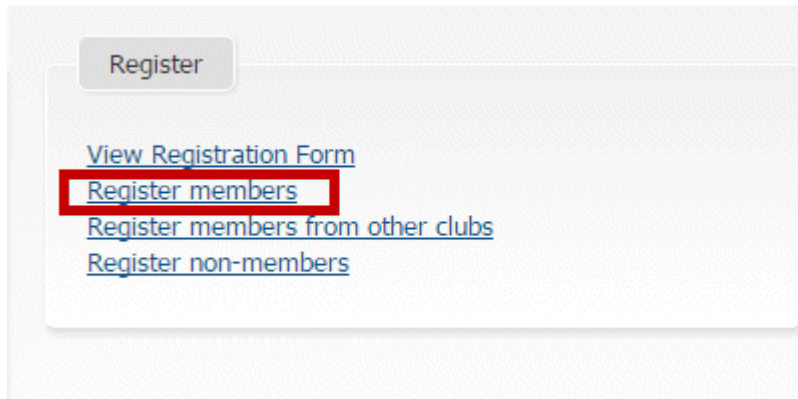 Register
View Registration Form
Register members
Register members from other clubs
Register non-members